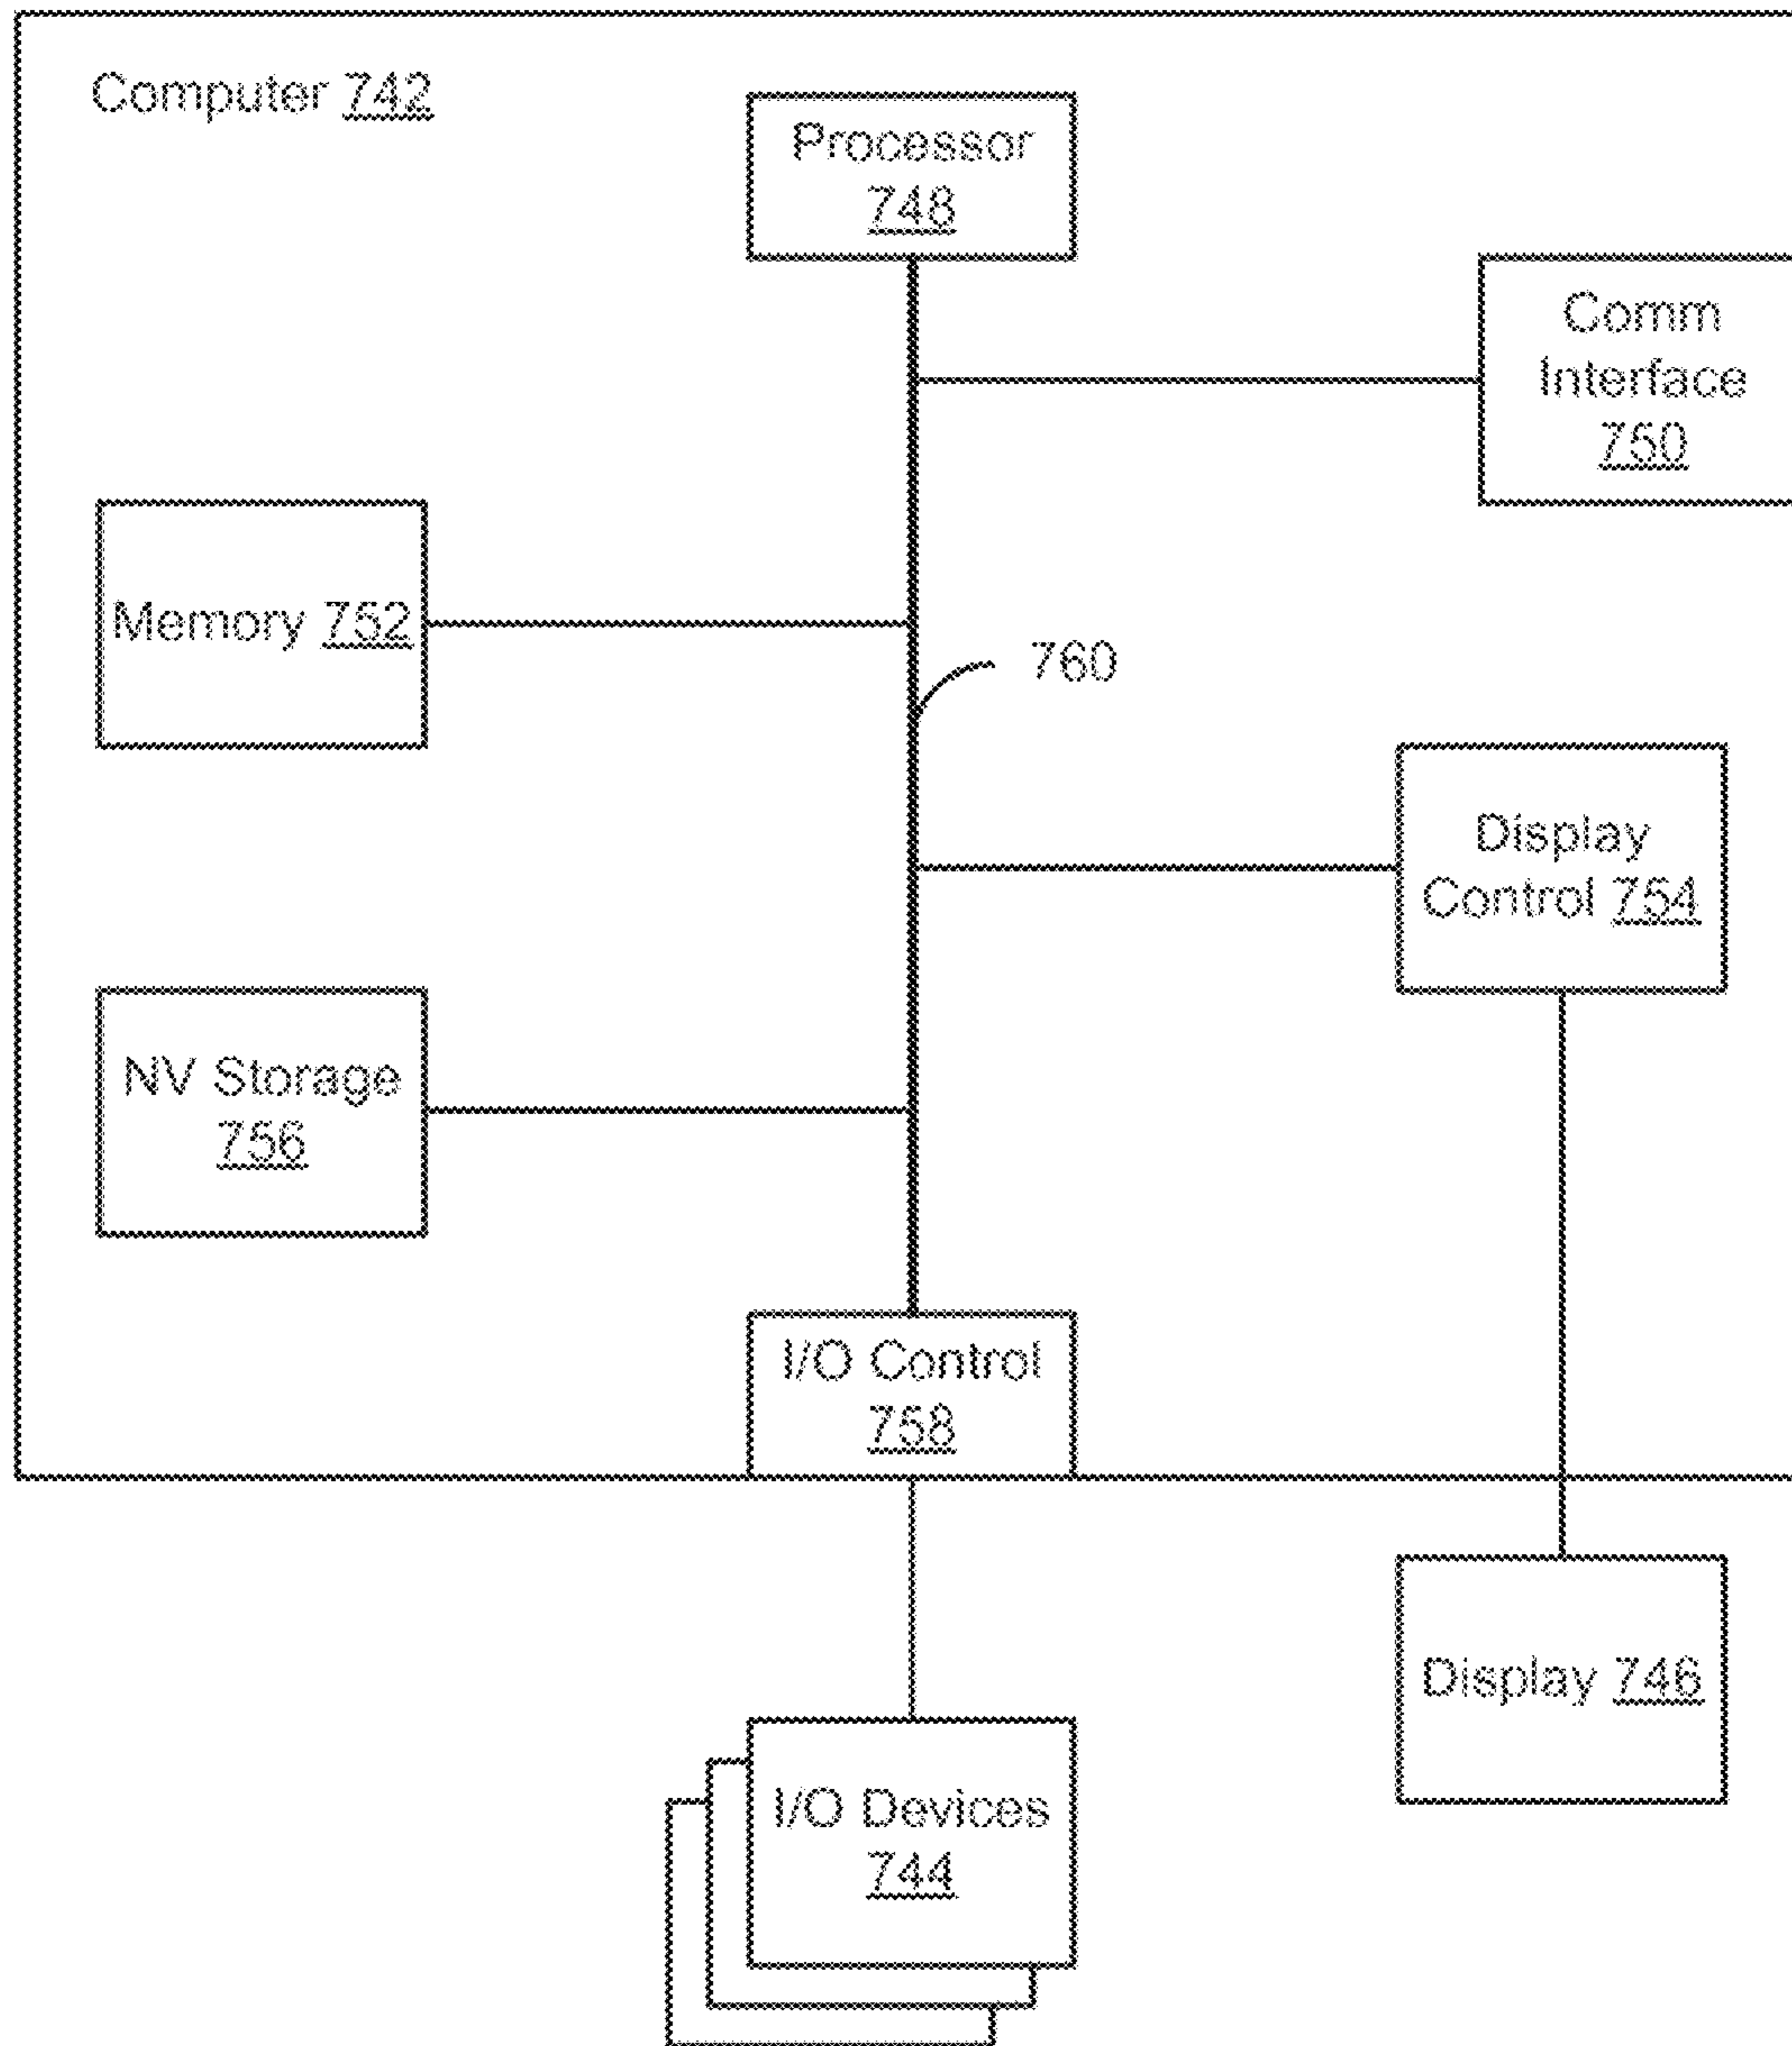 Computer 742
Processor
748
Comm
Interface
750
Memory 752
760
Display
Control 754
NV Storage
756
I/O Control
758
Display 746
I/O Devices
744